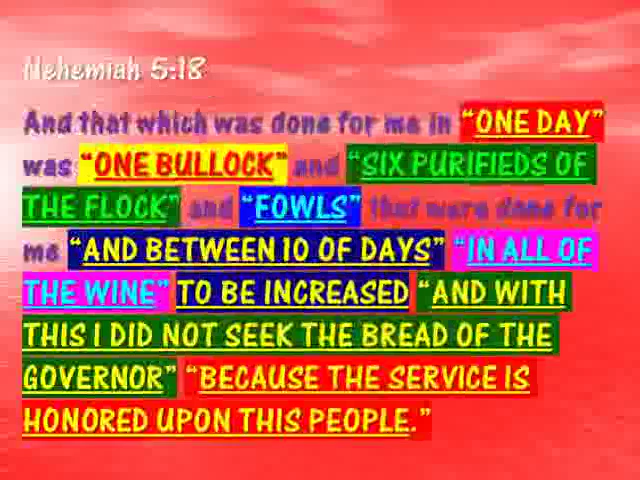 Nehemiah 5:18
And that which was done for me in “ONE DAY”
was “ONE BULLOCK” and “SIX PURIFIEDS OF
THE FLOCK” and “FOWLS” that were done for
me “AND BETWEEN 10 OF DAYS” “IN ALL OF
THE WINE” TO BE INCREASED “AND WITH
THIS I DID NOT SEEK THE BREAD OF THE
GOVERNOR” “BECAUSE THE SERVICE IS
HONORED UPON THIS PEOPLE.”